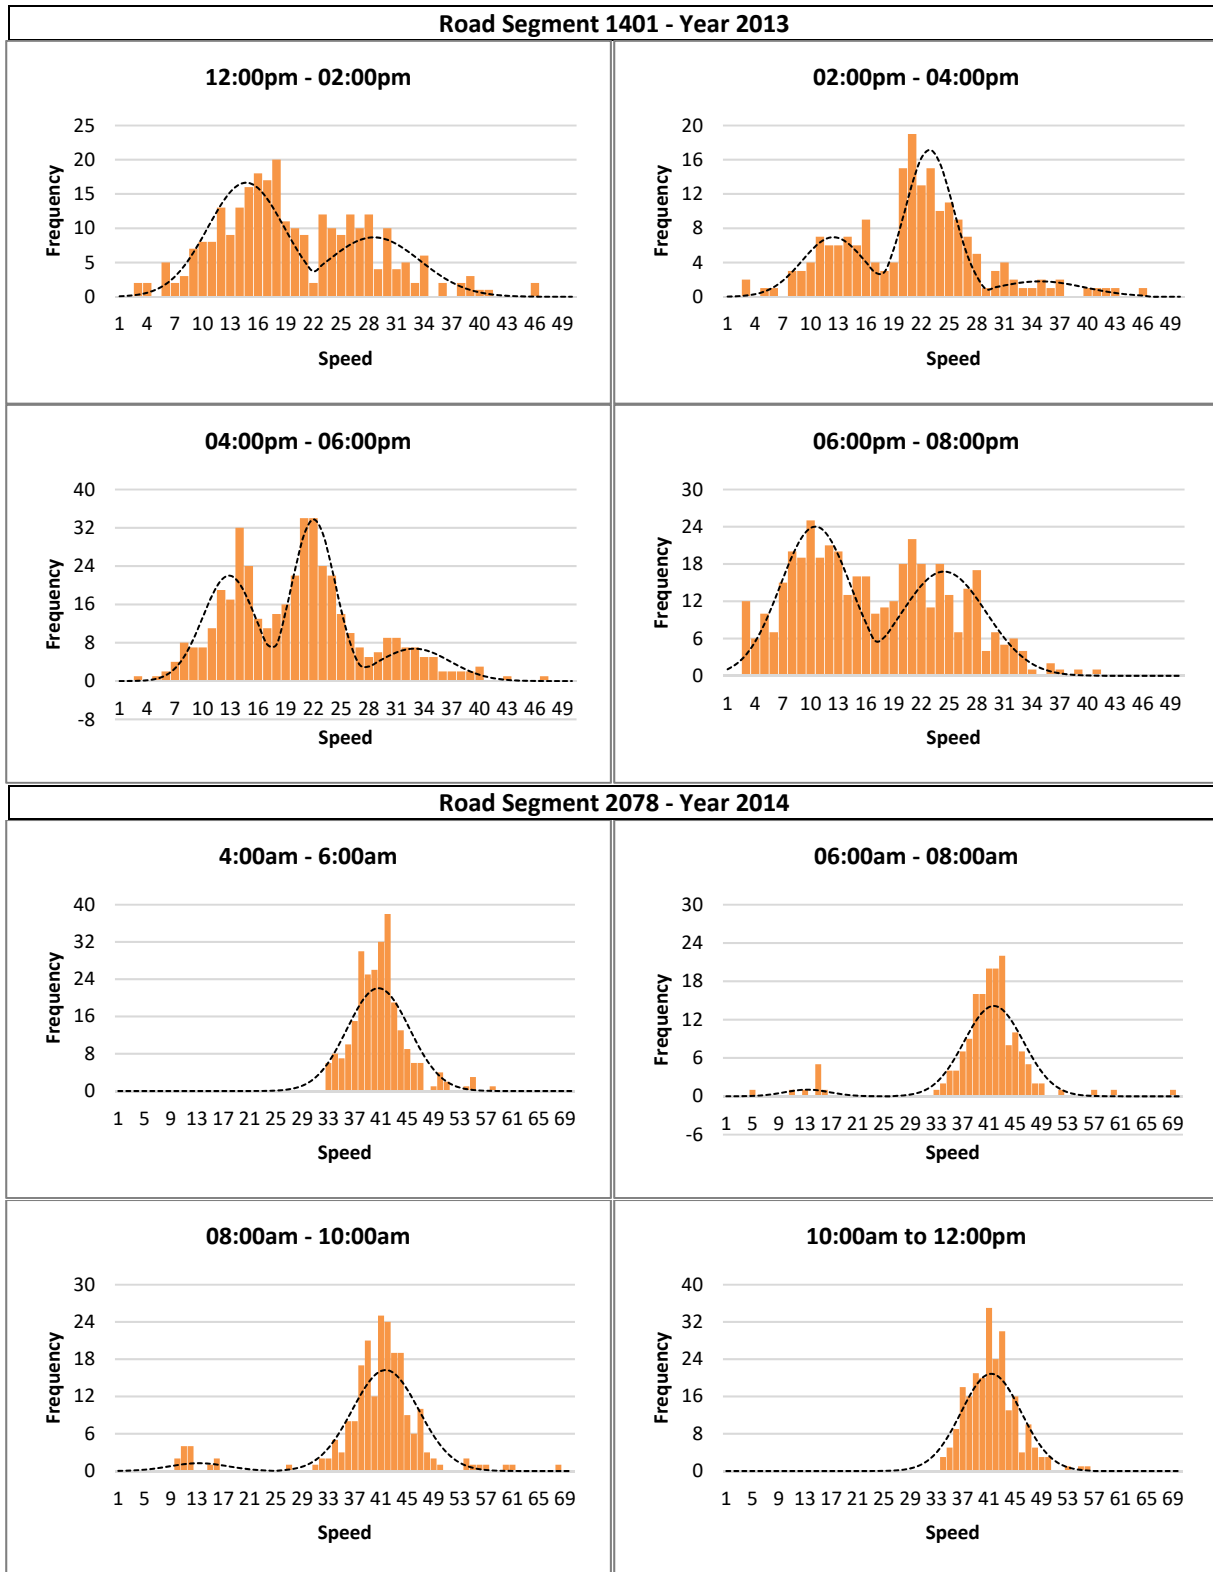 Road Segment 1401 - Year 2013
12:00pm - 02:00pm
25
20
15
10
5
0
Frequency
1 4 7 10 13 16 19 22 25 28 31 34 37 40 43 46 49
Speed
02:00pm - 04:00pm
20
16
12
8
4
0
Frequency
1 4 7 10 13 16 19 22 25 28 31 34 37 40 43 46 49
Speed
04:00pm - 06:00pm
40
32
24
16
8
0
-8
Frequency
1 4 7 10 13 16 19 22 25 28 31 34 37 40 43 46 49
Speed
06:00pm - 08:00pm
30
24
18
12
6
0
Frequency
1 4 7 10 13 16 19 22 25 28 31 34 37 40 43 46 49
Speed
Road Segment 2078 - Year 2014
4:00am - 6:00am
40
32
24
16
8
0
Frequency
1 5 9 13 17 21 25 29 33 37 41 45 49 53 57 61 65 69
Speed
06:00am - 08:00am
30
24
18
12
6
0
-6
Frequency
1 5 9 13 17 21 25 29 33 37 41 45 49 53 57 61 65 69
Speed
08:00am - 10:00am
30
24
18
12
6
0
Frequency
1 5 9 13 17 21 25 29 33 37 41 45 49 53 57 61 65 69
Speed
10:00am to 12:00pm
40
32
24
16
8
0
Frequency
1 5 9 13 17 21 25 29 33 37 41 45 49 53 57 61 65 69
Speed